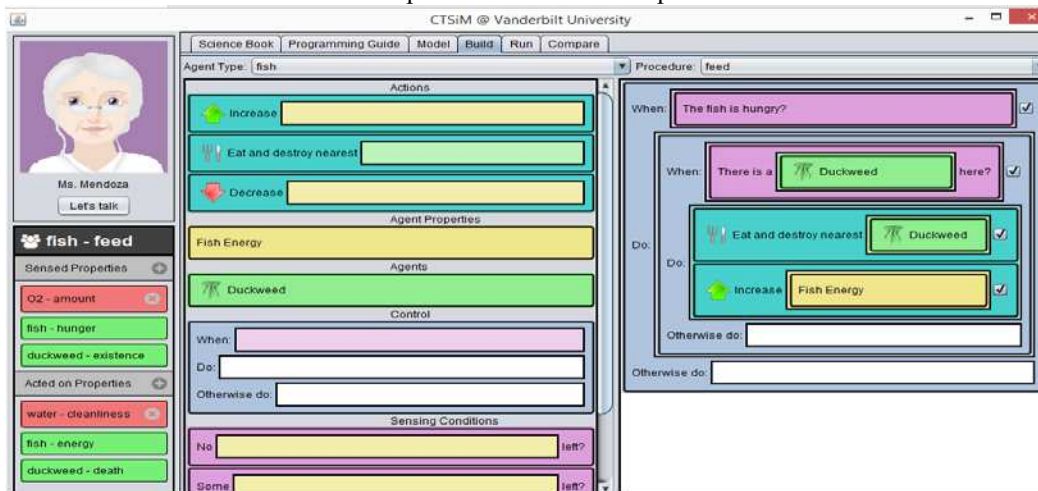 CTSiM @ Vanderbilt University
Science Book Programming Guide Model Build Run Compare
Agent Type: fish
Procedure: feed
Ms. Mendoza
Let's talk
fish - feed
Sensed Properties
O2 - amount
fish - hunger
duckweed - existence
Acted on Properties
water - cleanliness
fish - energy
duckweed - death
Actions
Increase
Eat and destroy nearest
Decrease
Agent Properties
Fish Energy
Agents
Duckweed
Control
When:
Do:
Otherwise do:
Sensing Conditions
No left?
Some left?
When: The fish is hungry?
When: There is a Duckweed here?
Do:
Do:
Eat and destroy nearest Duckweed
Increase Fish Energy
Otherwise do:
Otherwise do: